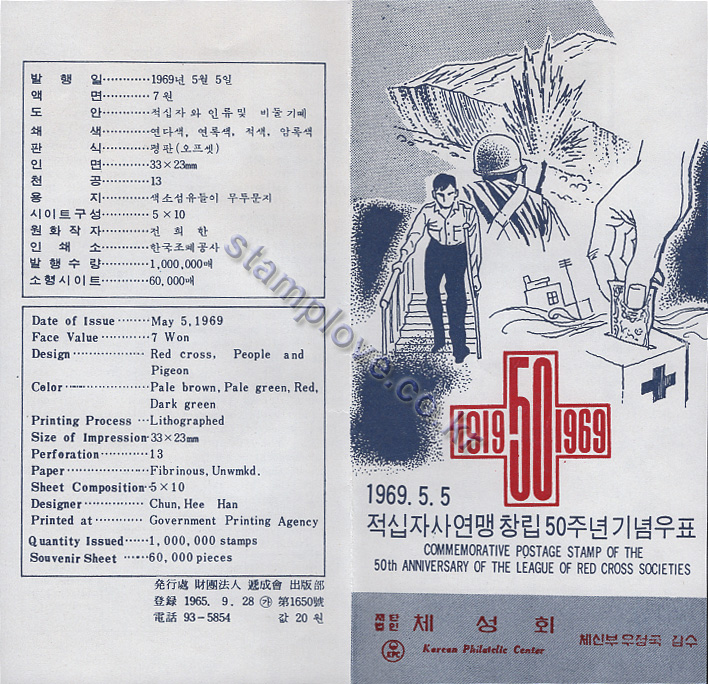 발 행 일············1969년 5월 5일
액 면············7 원
도 안············적십자와 인류및 비둘기떼
쇄 색············연다색, 연록색, 적색, 암록색
판 식············평판(오프셋)
인 면············33×23mm
천 공············13
용 지············색소섬유들이 무투문지
시이트구성············5×10
원화작자············전 희 한
인 쇄 소············한국조폐공사
발행수량············1,000,000매
소형시이트············60,000매
Date of Issue········May 5, 1969
Face Value········7 Won
Design········Red cross, People and
Pigeon
Color········Pale brown, Pale green, Red,
Dark green
Printing Process ···Lithographed
Size of Impression··33×23mm
Perforation········13
Paper········Fibrinous, Unwmkd.
Sheet Composition··5×10
Designer········Chun, Hee Han
Printed at········Government Printing Agency
Quantity Issued·····1,000,000 stamps
Souvenir Sheet ·····60,000 pieces
発行處 財團法人 遞成會 出版部
登録 1965. 9. 28 ㉮ 第1650號
電話 93-5854 값 20 원
1919 50 1969
1969. 5. 5
적십자사연맹 창립 50주년기념우표
COMMEMORATIVE POSTAGE STAMP OF THE
50th ANNIVERSARY OF THE LEAGUE OF RED CROSS SOCIETIES
재단
법인 체 성 회
KPC Korean Philatelic Center
체신부 우정국 감수
stamplove.co.kr